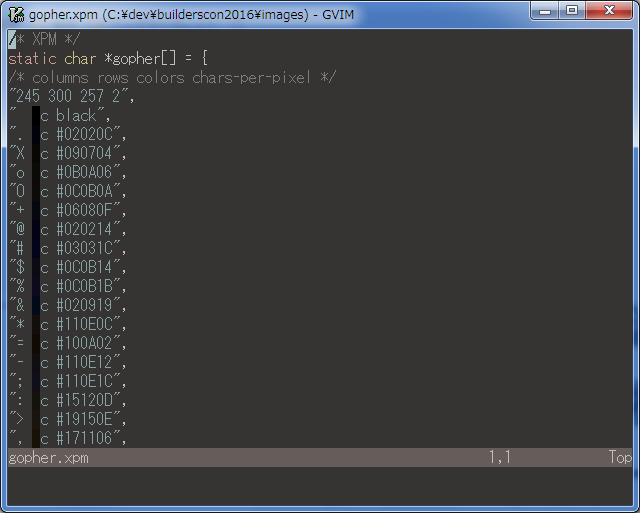 gopher.xpm (C:¥dev¥builderscon2016¥images) - GVIM
/* XPM */
static char *gopher[] = {
/* columns rows colors chars-per-pixel */
"245 300 257 2",
"   c black",
".  c #02020C",
"X  c #090704",
"o  c #0B0A06",
"O  c #0C0B0A",
"+  c #06080F",
"@  c #020214",
"#  c #03031C",
"$  c #0C0B14",
"%  c #0C0B1B",
"&  c #020919",
"*  c #110E0C",
"=  c #100A02",
"-  c #110E12",
";  c #110E1C",
":  c #15120D",
">  c #19150E",
",  c #171106",
gopher.xpm 1,1 Top